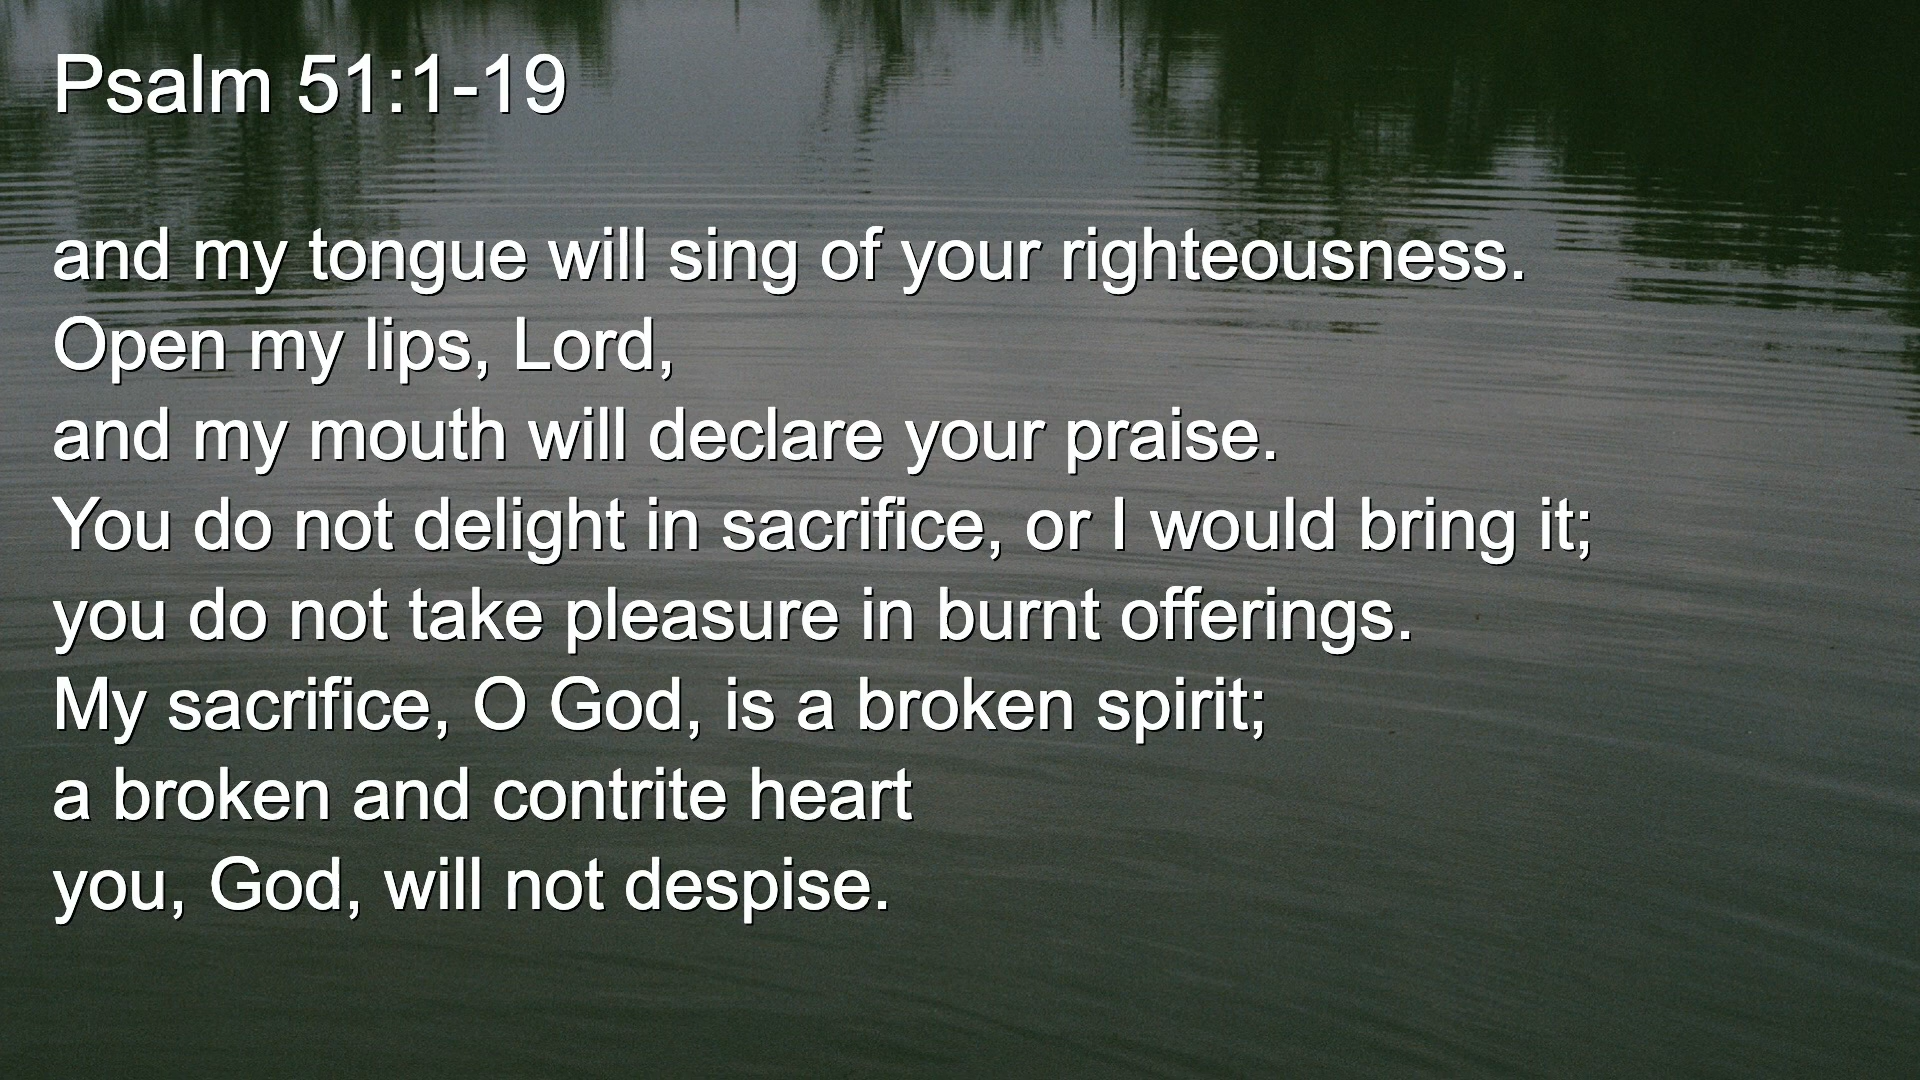 Psalm 51:1-19
and my tongue will sing of your righteousness.
Open my lips, Lord,
and my mouth will declare your praise.
You do not delight in sacrifice, or I would bring it;
you do not take pleasure in burnt offerings.
My sacrifice, O God, is a broken spirit;
a broken and contrite heart
you, God, will not despise.